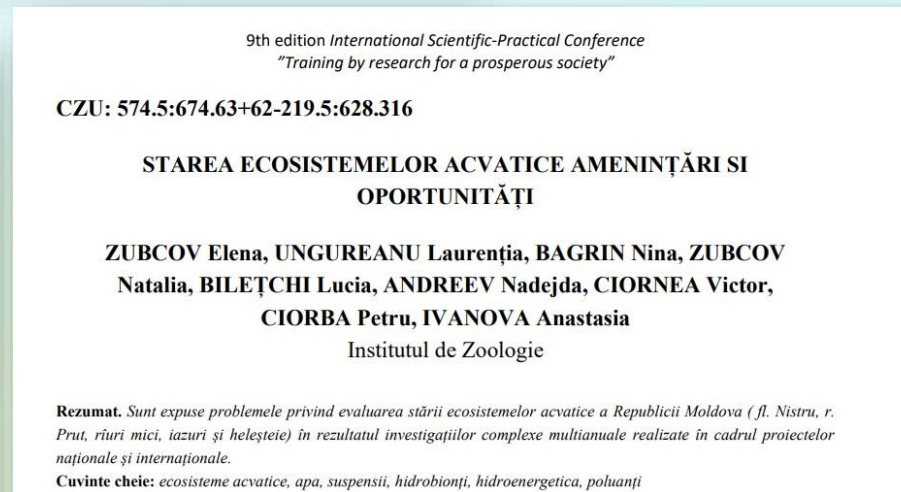 9th edition International Scientific-Practical Conference
"Training by research for a prosperous society"
CZU: 574.5:674.63+62-219.5:628.316
STAREA ECOSISTEMELOR ACVATICE AMENINȚĂRI SI
OPORTUNITĂȚI
ZUBCOV Elena, UNGUREANU Laurenția, BAGRIN Nina, ZUBCOV
Natalia, BILEȚCHI Lucia, ANDREEV Nadejda, CIORNEA Victor,
CIORBA Petru, IVANOVA Anastasia
Institutul de Zoologie
Rezumat. Sunt expuse problemele privind evaluarea stării ecosistemelor acvatice a Republicii Moldova ( fl. Nistru, r.
Prut, rîuri mici, iazuri și heleșteie) în rezultatul investigațiilor complexe multianuale realizate în cadrul proiectelor
naționale și internaționale.
Cuvinte cheie: ecosisteme acvatice, apa, suspensii, hidrobionți, hidroenergetica, poluanți